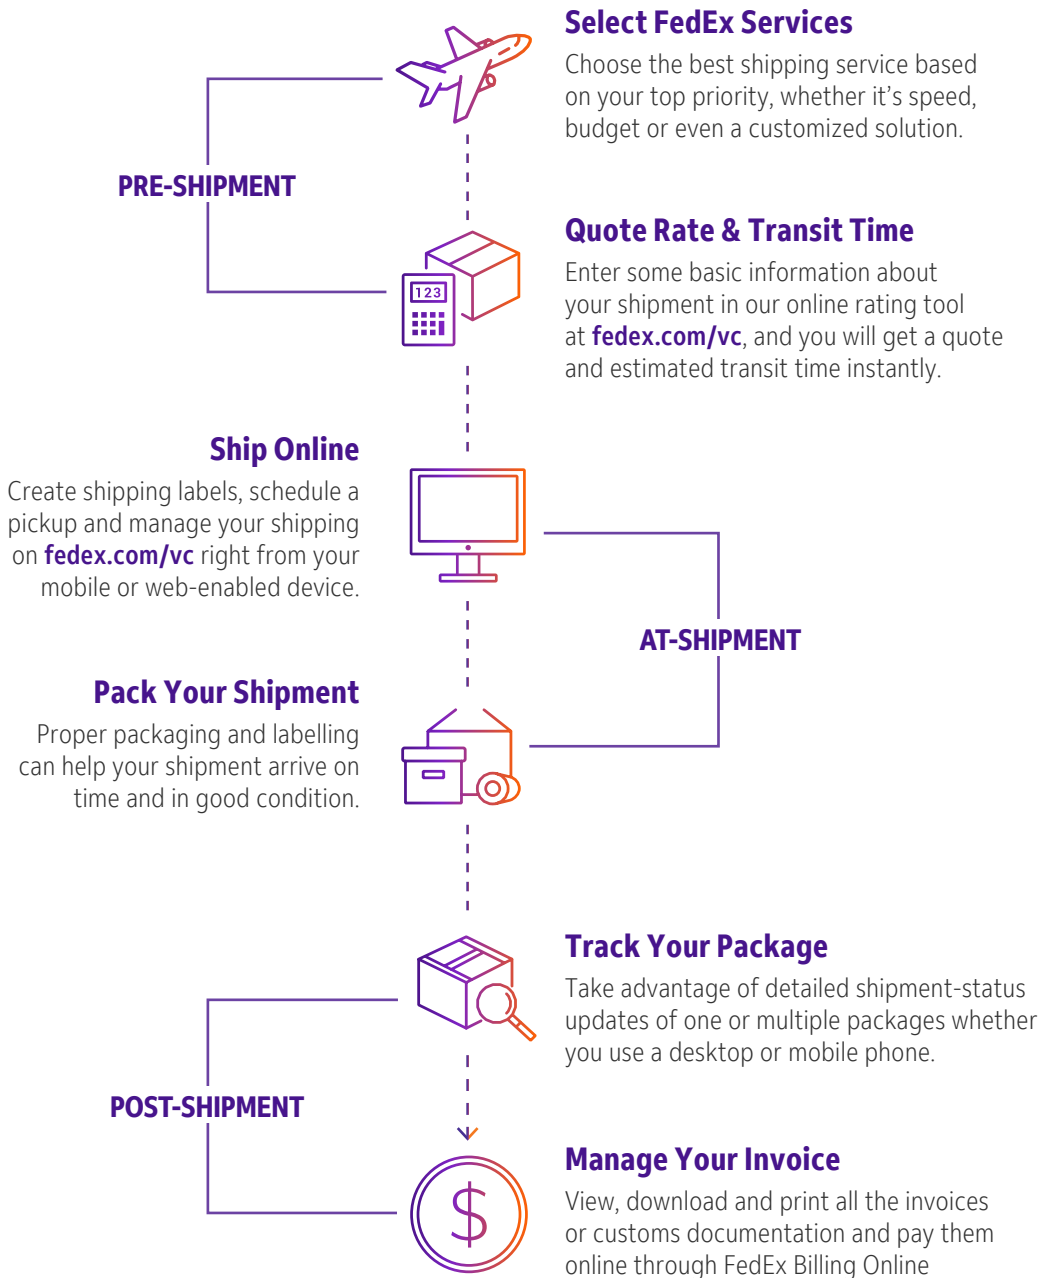 Select FedEx Services
Choose the best shipping service based
on your top priority, whether it’s speed,
budget or even a customized solution.
PRE-SHIPMENT
Quote Rate & Transit Time
Enter some basic information about
your shipment in our online rating tool
at fedex.com/vc, and you will get a quote
and estimated transit time instantly.
123
Ship Online
Create shipping labels, schedule a
pickup and manage your shipping
on fedex.com/vc right from your
mobile or web-enabled device.
AT-SHIPMENT
Pack Your Shipment
Proper packaging and labelling
can help your shipment arrive on
time and in good condition.
Track Your Package
Take advantage of detailed shipment-status
updates of one or multiple packages whether
you use a desktop or mobile phone.
POST-SHIPMENT
Manage Your Invoice
View, download and print all the invoices
or customs documentation and pay them
online through FedEx Billing Online
$